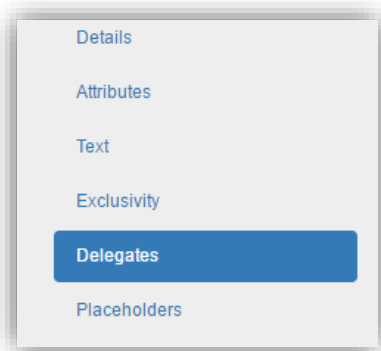 Details
Attributes
Text
Exclusivity
Delegates
Placeholders